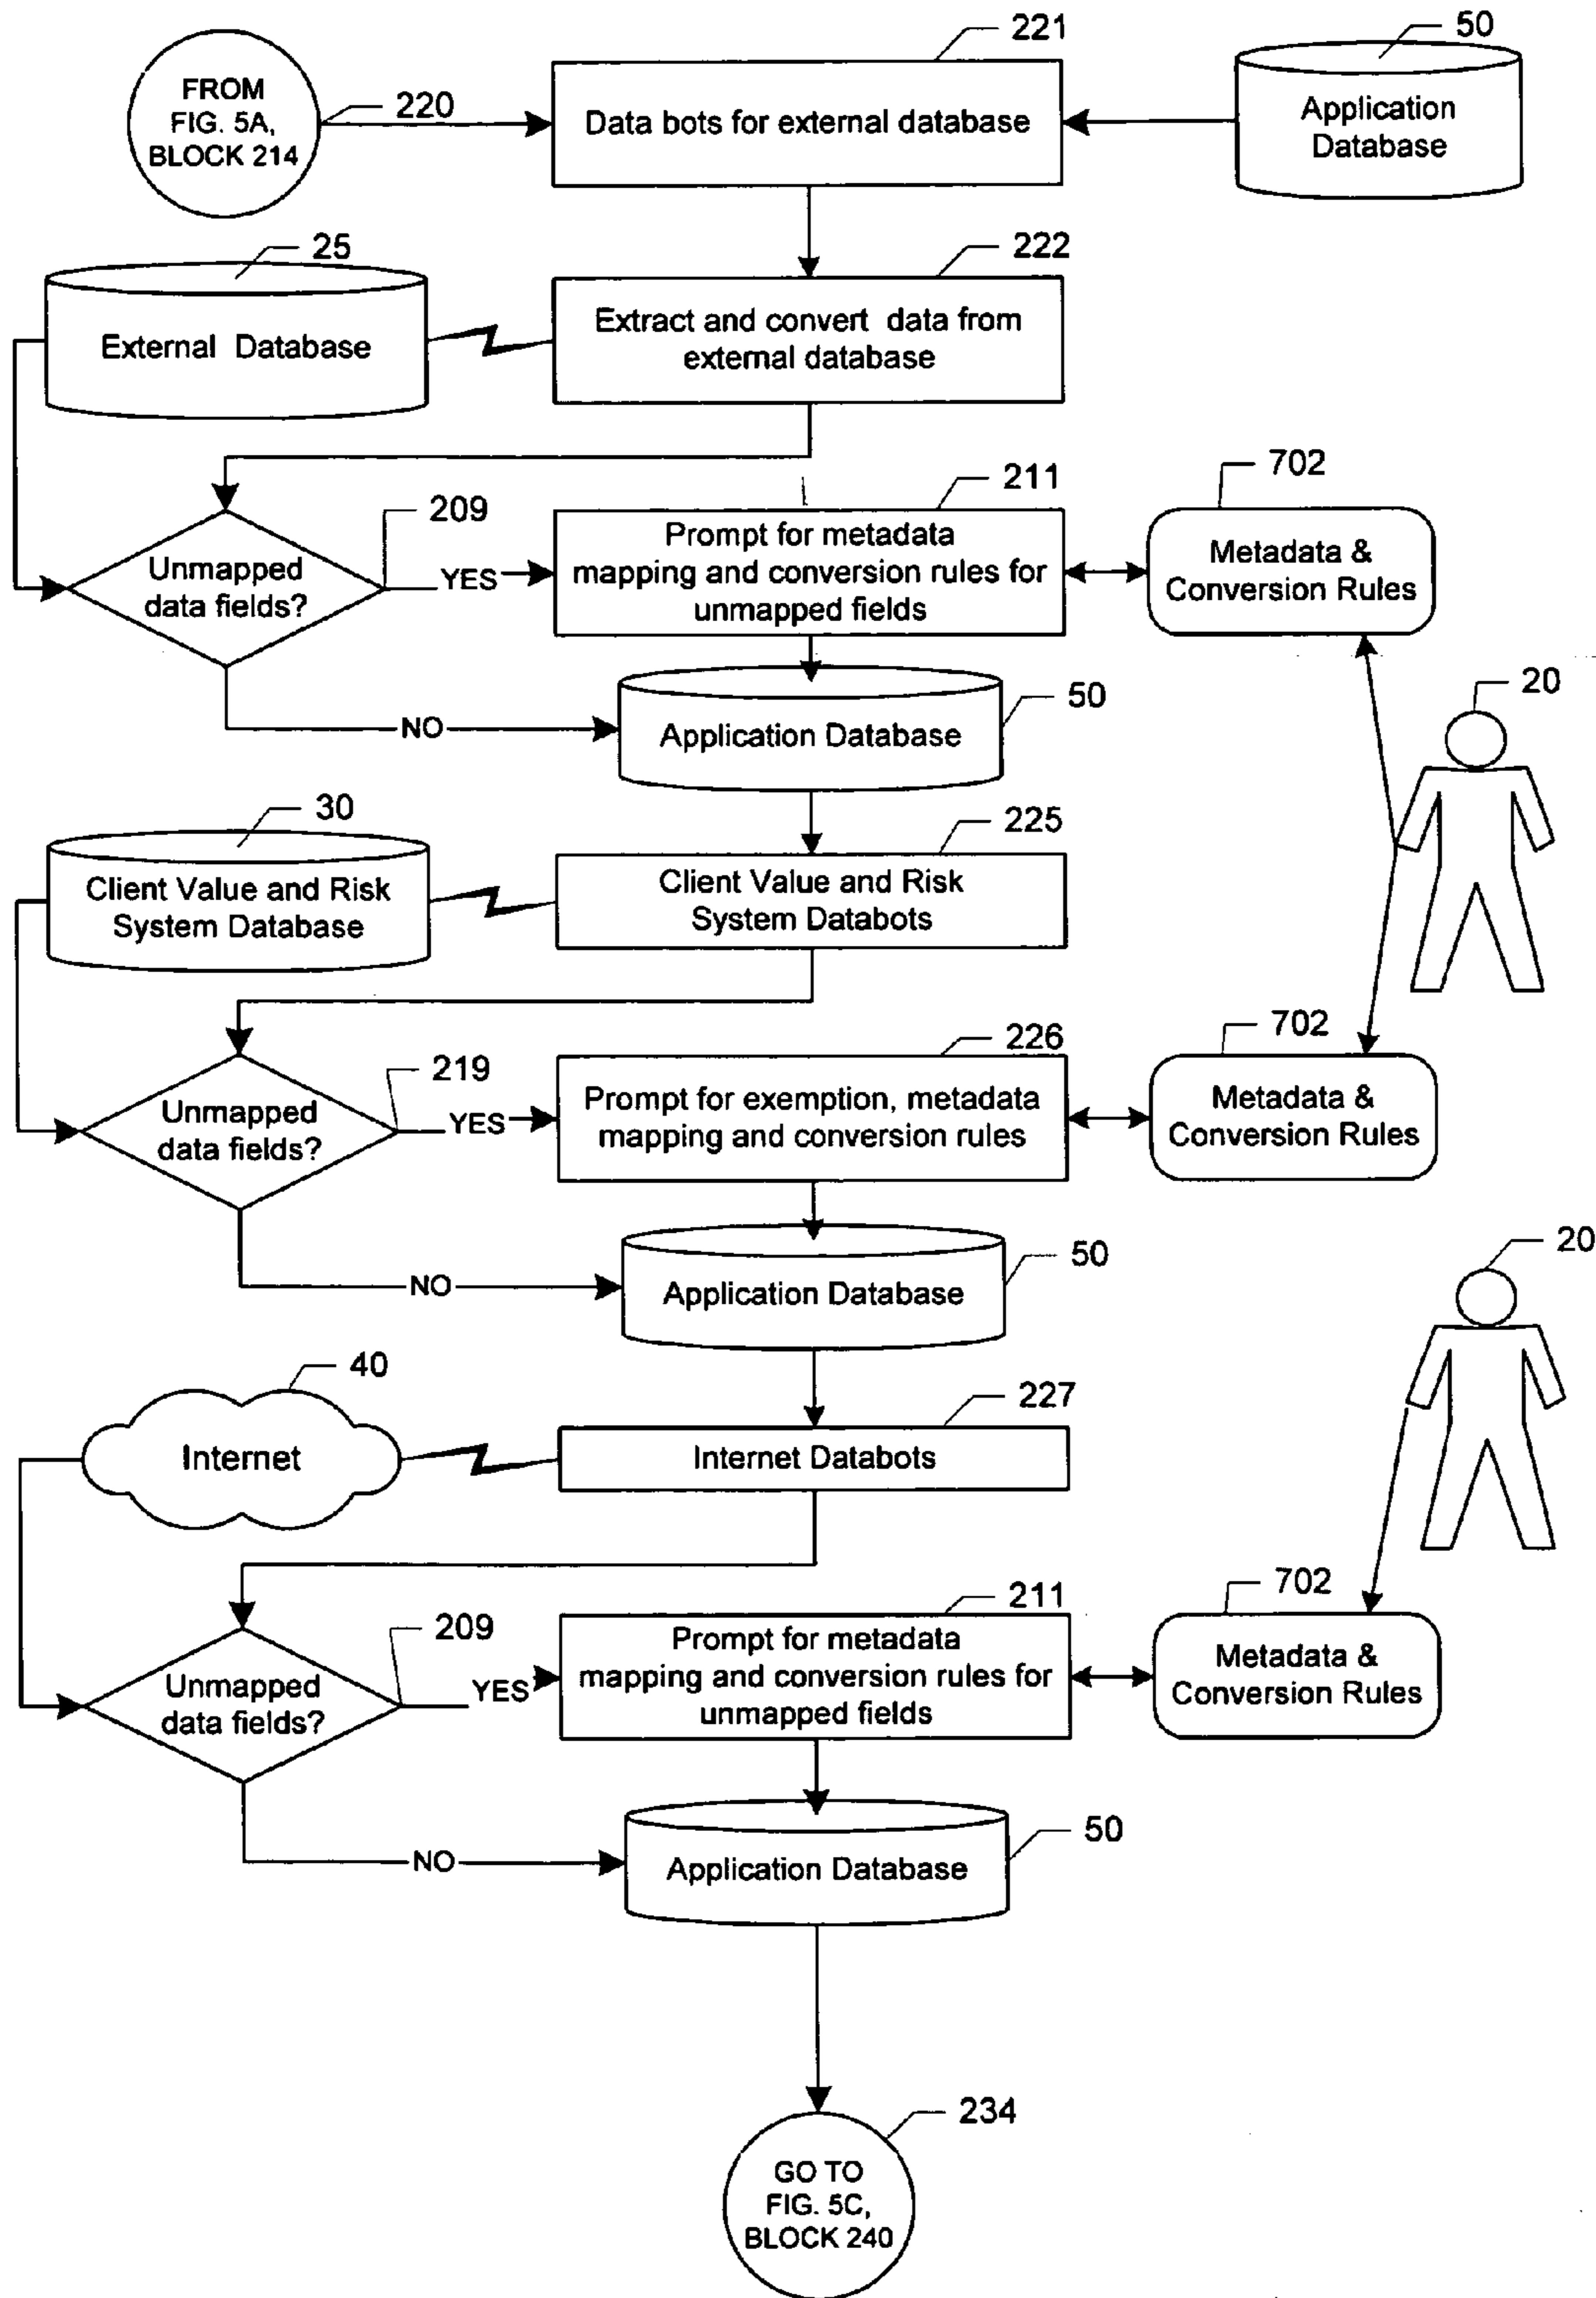 221
50
FROM
FIG. 5A,
BLOCK 214
220
Data bots for external database
Application
Database
25
222
External Database
Extract and convert data from
external database
209
211
702
Unmapped
data fields?
YES
Prompt for metadata
mapping and conversion rules for
unmapped fields
Metadata &
Conversion Rules
20
NO
50
Application Database
30
225
Client Value and Risk
System Database
Client Value and Risk
System Databots
219
226
702
Unmapped
data fields?
YES
Prompt for exemption, metadata
mapping and conversion rules
Metadata &
Conversion Rules
20
NO
50
Application Database
40
227
Internet
Internet Databots
209
211
702
Unmapped
data fields?
YES
Prompt for metadata
mapping and conversion rules for
unmapped fields
Metadata &
Conversion Rules
NO
50
Application Database
234
GO TO
FIG. 5C,
BLOCK 240